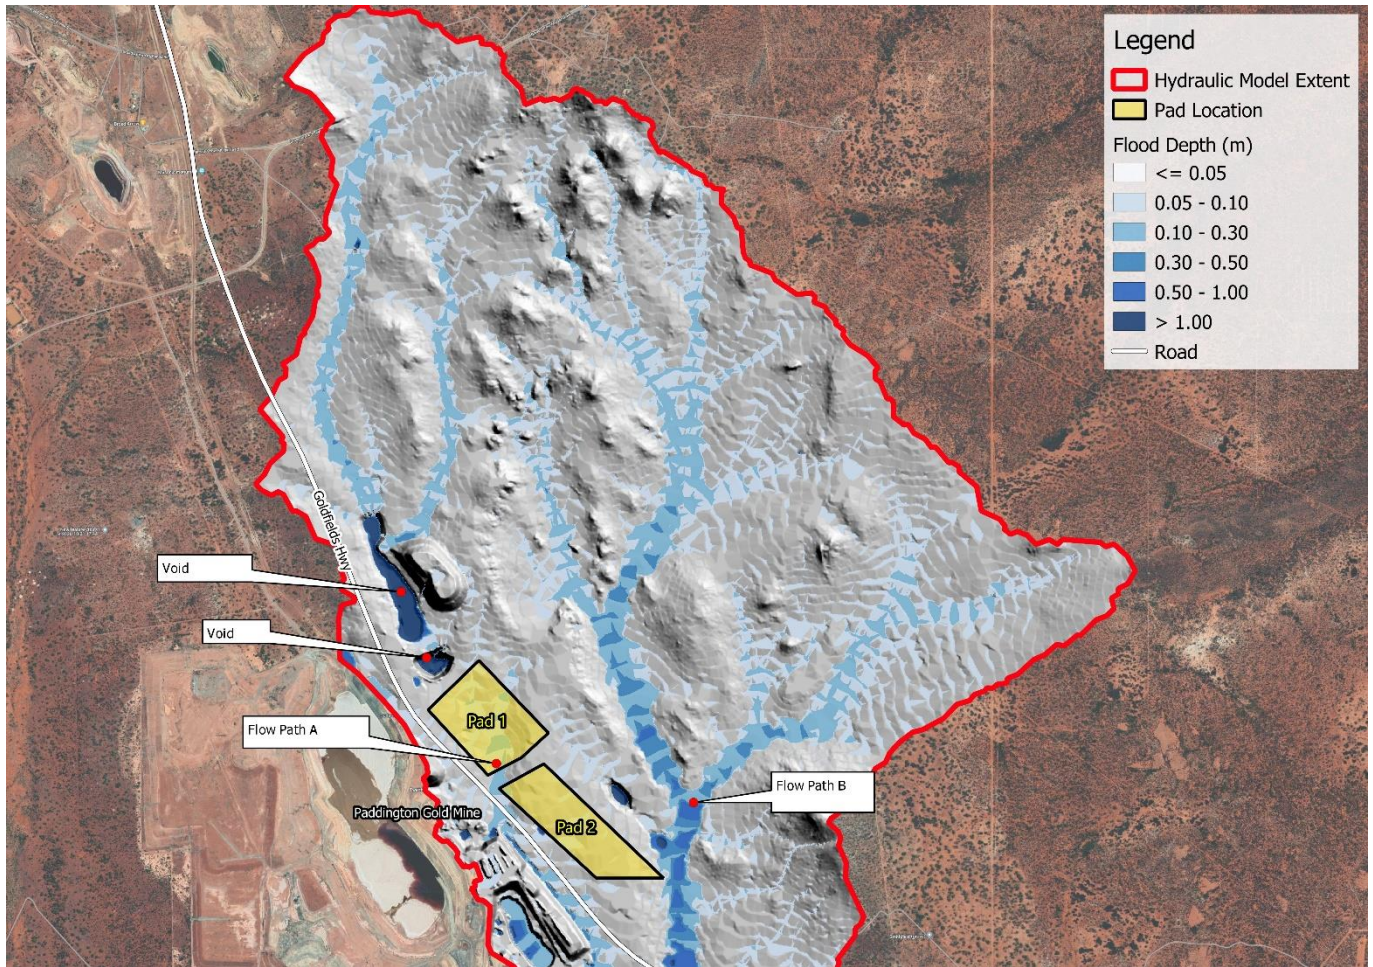 Legend
Hydraulic Model Extent
Pad Location
Flood Depth (m)
<= 0.05
0.05 - 0.10
0.10 - 0.30
0.30 - 0.50
0.50 - 1.00
> 1.00
Road
Goldfields Hwy
Void
Void
Pad 1
Flow Path A
Flow Path B
Paddington Gold Mine
Pad 2